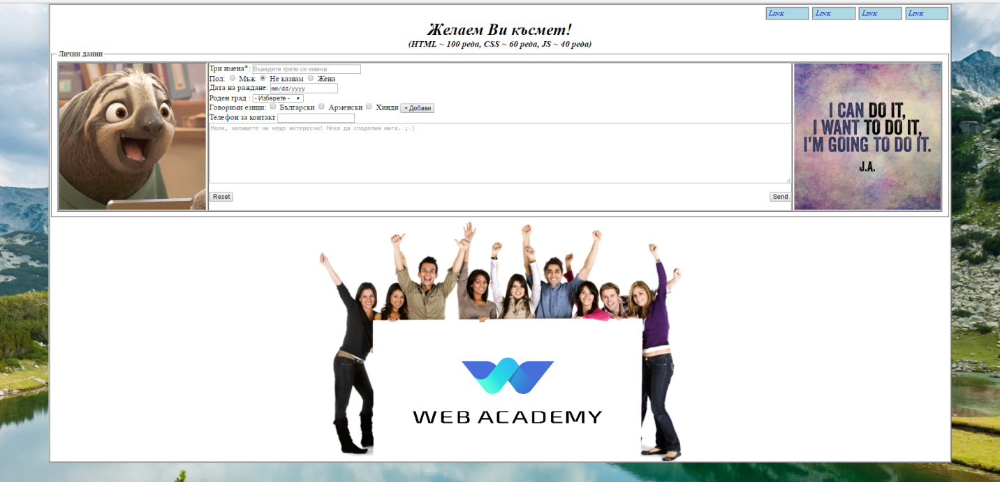 Link Link Link Link
Желаем Ви късмет!
(HTML ~ 100 реда, CSS ~ 60 реда, JS ~ 40 реда)
Лични данни
Три имена*: Въведете трите си имена
Пол: Мъж Не казвам Жена
Дата на раждане: mm/dd/yyyy
Роден град : - Изберете -
Говорими езици: Български Арменски Хинди + Добави
Телефон за контакт
Моля, напишете ни нещо интересно! Нека да споделим мига. ;-)
Reset Send
I CAN DO IT,
I WANT TO DO IT,
I'M GOING TO DO IT.
J.A.
WEB ACADEMY